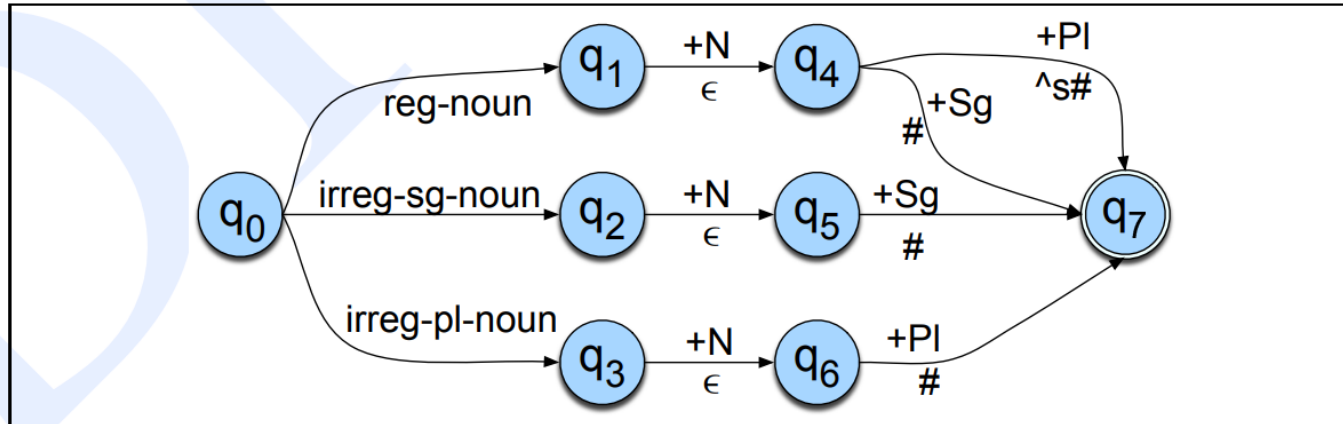 +Pl
q1 +N q4
ϵ ^s#
reg-noun +Sg
#
irreg-sg-noun +N +Sg
q0 q2 q5 q7
ϵ #
irreg-pl-noun
+N +Pl
q3 q6
ϵ #